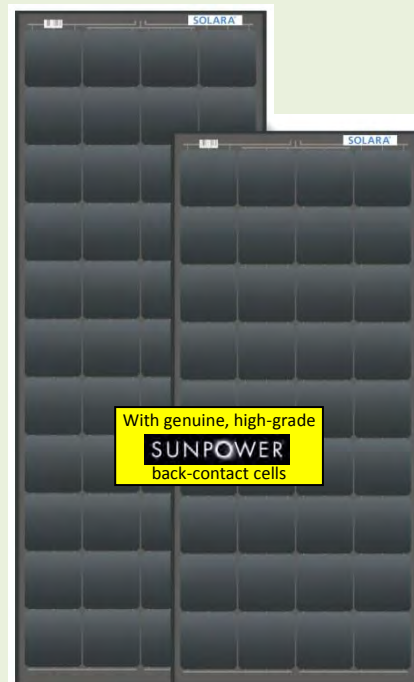 SOLARA
SOLARA
With genuine, high-grade
SUNPOWER
back-contact cells